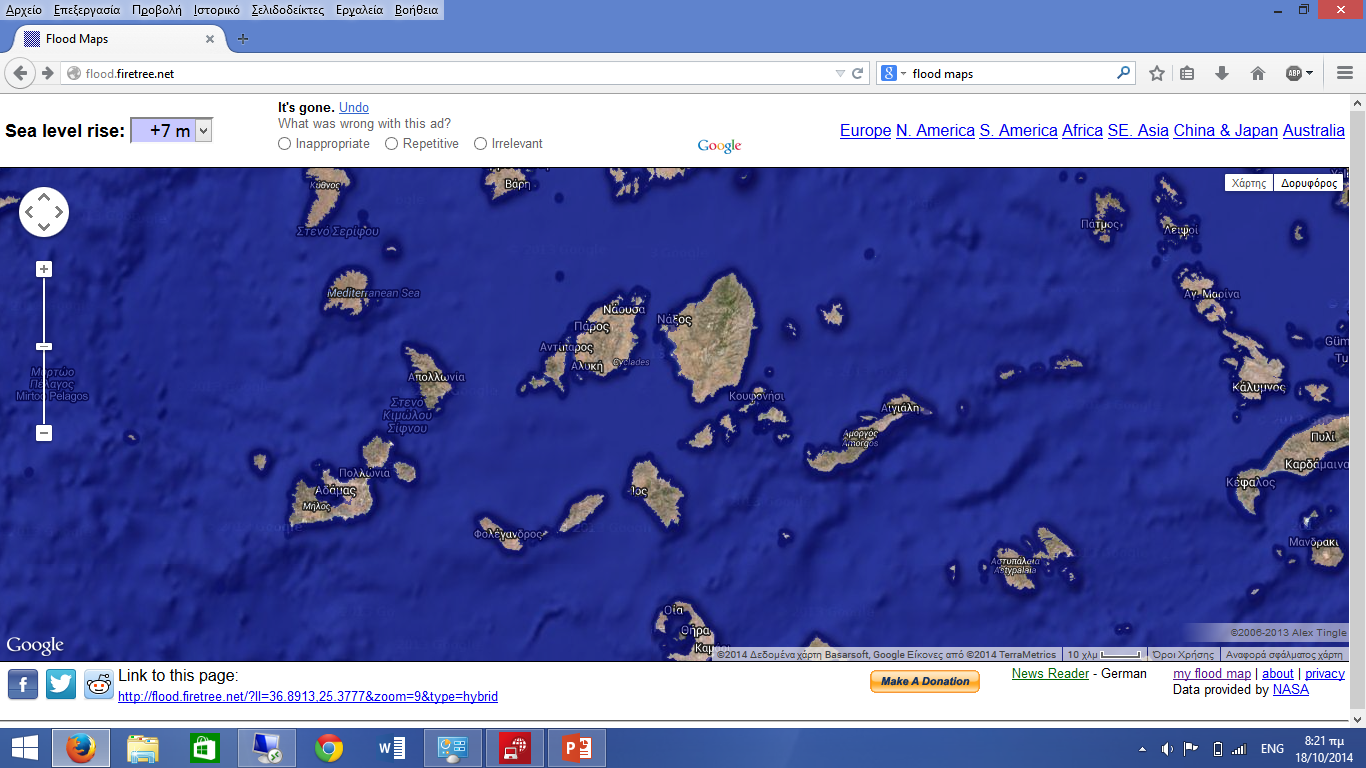 Αρχείο Επεξεργασία Προβολή Ιστορικό Σελιδοδείκτες Εργαλεία Βοήθεια
Flood Maps
flood.firetree.net
flood maps
ABP
Sea level rise: +7 m
It's gone. Undo
What was wrong with this ad?
Inappropriate Repetitive Irrelevant
Google
Europe N. America S. America Africa SE. Asia China & Japan Australia
Χάρτης Δορυφόρος
Κύθνος
Βάρη
Στενό Σερίφου
Πάτμος
Λειψοί
Mediterranean Sea
Αγ. Μαρίνα
Νάουσα
Νάξος
Πάρος
Αντίπαρος
Cyclades
Αλυκή
Απολλωνία
Μυρτώο
Πέλαγος
Mirtoo Pelagos
Κουφονήσι
Κάλυμνος
Στενό
Κιμώλου
Σίφνου
Αιγιάλη
Αμοργός
Amorgos
Πυλί
Καρδάμαινα
Πολλώνια
Κέφαλος
Αδάμας
Μήλος
Ίος
Φολέγανδρος
Μανδράκι
Αστυπάλαια
Astypalaia
Οία
Θήρα
Google
©2006-2013 Alex Tingle
©2014 Δεδομένα χάρτη Basarsoft, Google Εικόνες από ©2014 TerraMetrics 10 χλμ Όροι Χρήσης Αναφορά σφάλματος χάρτη
Link to this page:
http://flood.firetree.net/?ll=36.8913,25.3777&zoom=9&type=hybrid
Make A Donation
News Reader - German
my flood map | about | privacy
Data provided by NASA
ENG
8:21 πμ
18/10/2014